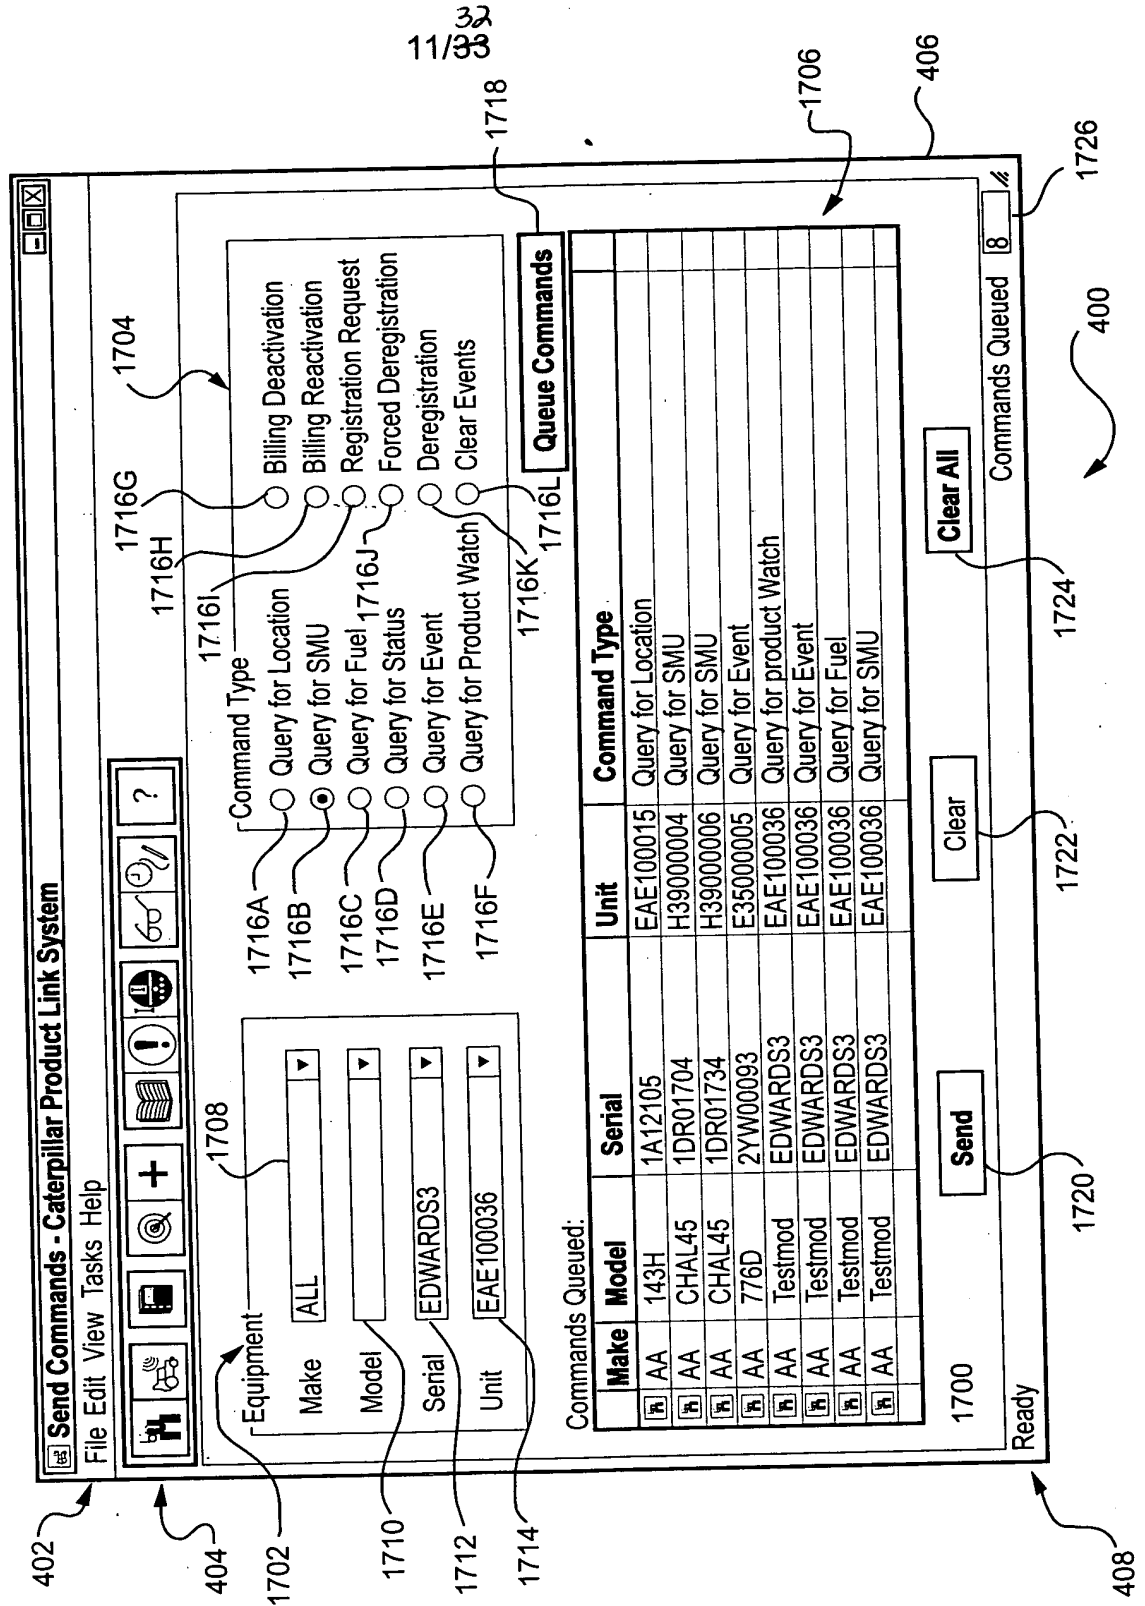 32
11/33
Send Commands - Caterpillar Product Link System
File Edit View Tasks Help
?
402
404
1702
Equipment
Make ALL
Model
Serial EDWARDS3
Unit EAE100036
1708
1710
1712
1714
1704
Command Type
Query for Location
Query for SMU
Query for Fuel
Query for Status
Query for Event
Query for Product Watch
Billing Deactivation
Billing Reactivation
Registration Request
Forced Deregistration
Deregistration
Clear Events
1716A
1716B
1716C
1716D
1716E
1716F
1716G
1716H
1716I
1716J
1716K
1716L
Queue Commands
1718
Commands Queued:
Make Model Serial Unit Command Type
AA 143H 1A12105 EAE100015 Query for Location
AA CHAL45 1DR01704 H39000004 Query for SMU
AA CHAL45 1DR01734 H39000006 Query for SMU
AA 776D 2YW00093 E35000005 Query for Event
AA Testmod EDWARDS3 EAE100036 Query for product Watch
AA Testmod EDWARDS3 EAE100036 Query for Event
AA Testmod EDWARDS3 EAE100036 Query for Fuel
AA Testmod EDWARDS3 EAE100036 Query for SMU
1706
1700
Send
Clear
Clear All
1720
1722
1724
Ready
Commands Queued 8
406
1726
408
400